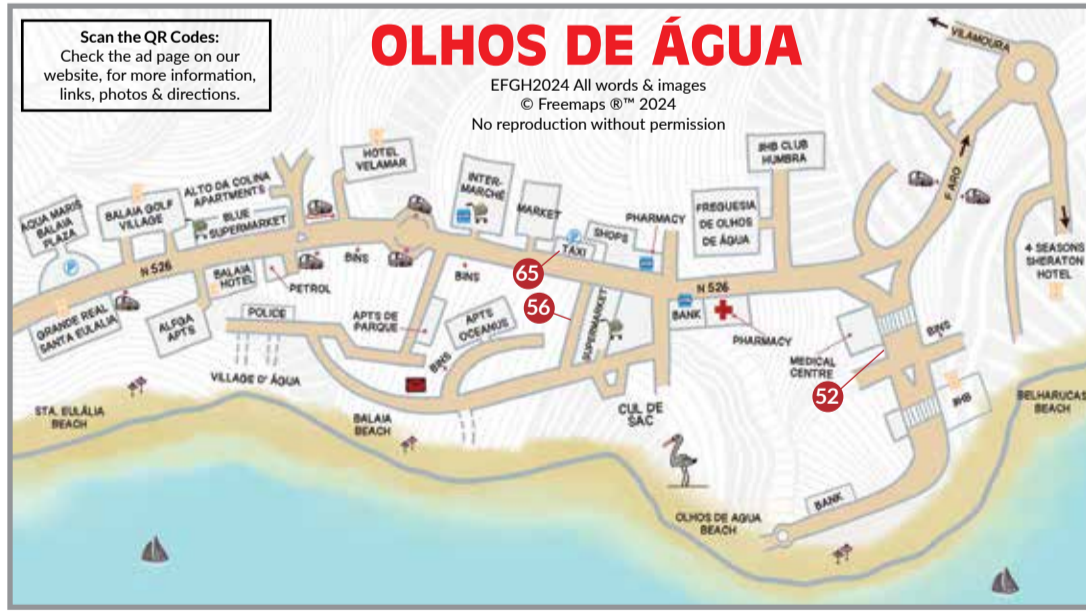 Scan the QR Codes:
Check the ad page on our
website, for more information,
links, photos & directions.
OLHOS DE ÁGUA
EFGH2024 All words & images
© Freemaps ®™ 2024
No reproduction without permission
VILAMOURA
FARO
4 SEASONS
SHERATON
HOTEL
HOTEL
VELAMAR
JJHB CLUB
HUMBRA
ALTO DA COLINA
APARTMENTS
INTER-
MARCHE
AQUA MARIS
BALAIA
PLAZA
BALAIA GOLF
VILLAGE
BLUE
SUPERMARKET
MARKET
SHOPS
PHARMACY
FREGUESIA
DE OLHOS
DE ÁGUA
P
TAXI
P
N 526
BINS
BINS
65
BALAIA
HOTEL
PETROL
N 526
56
SUPERMARKET
BANK
PHARMACY
GRANDE REAL
SANTA EULALIA
ALFGA
APTS
POLICE
APTS DE
PARQUE
APTS
OCEANUS
BINS
BINS
MEDICAL
CENTRE
52
VILLAGE D' ÁGUA
CUL DE
SAC
JJHB
STA. EULÁLIA
BEACH
BALAIA
BEACH
BELHARUCAS
BEACH
BANK
OLHOS DE AGUA
BEACH